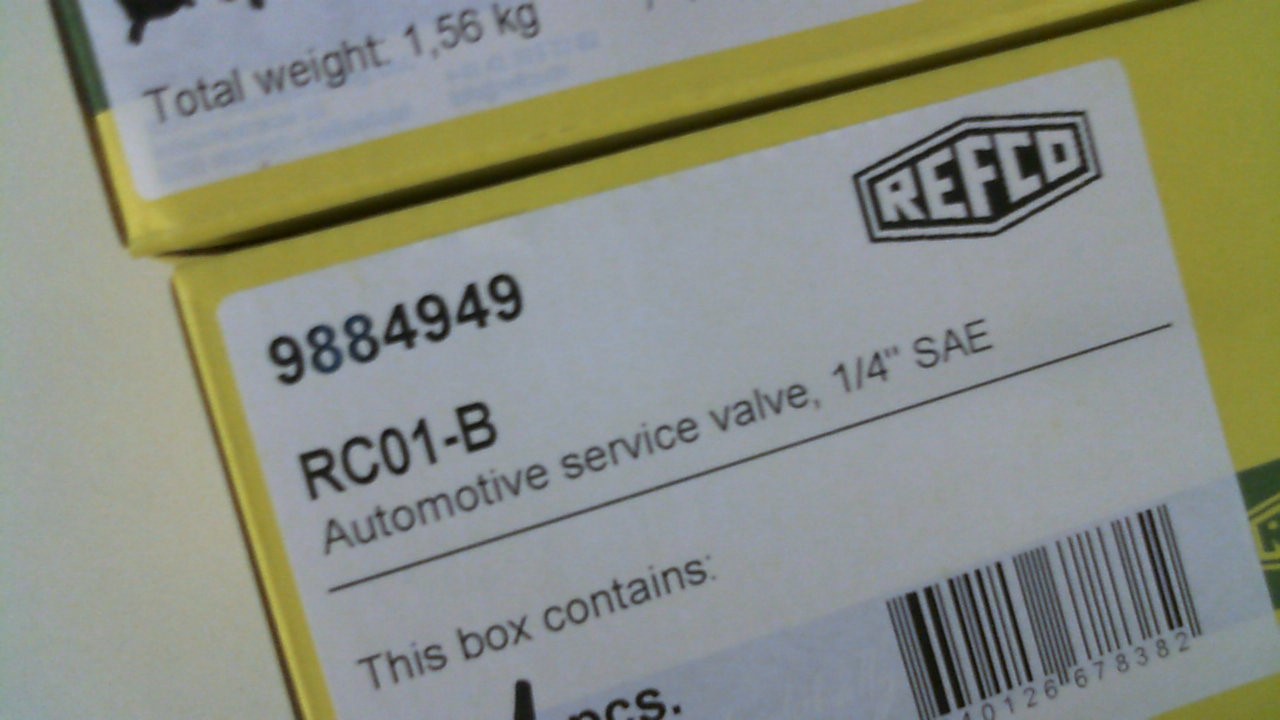 Total weight: 1,56 kg
REFCO
9884949
RC01-B
Automotive service valve, 1/4" SAE
This box contains:
pcs.
40126 678382